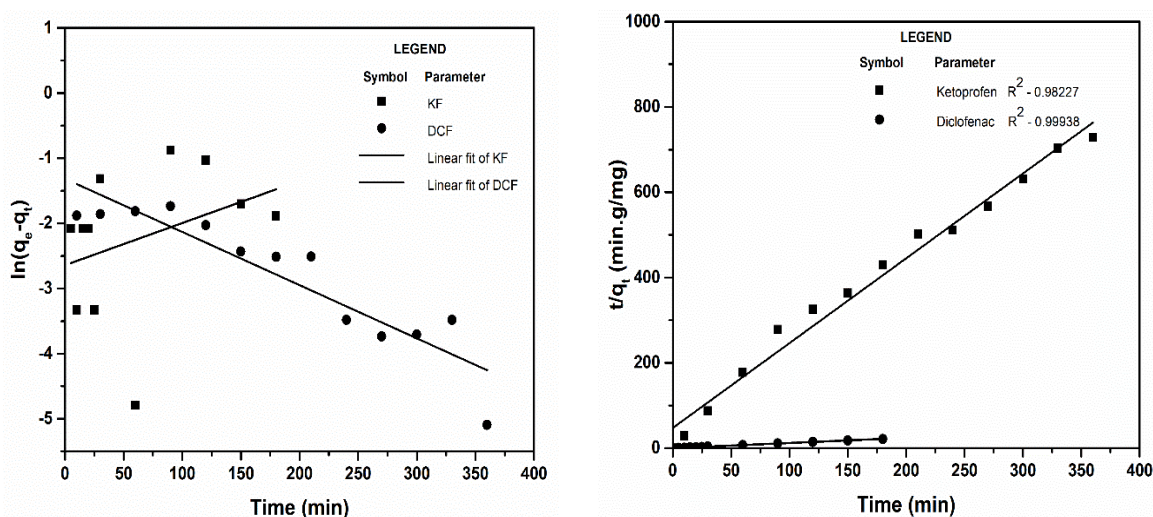 LEGEND
Symbol Parameter
KF
DCF
Linear fit of KF
Linear fit of DCF
ln(qe-qt)
1
0
-1
-2
-3
-4
-5
0 50 100 150 200 250 300 350 400
Time (min)
LEGEND
Symbol Parameter
Ketoprofen R2 - 0.98227
Diclofenac R2 - 0.99938
t/qt (min.g/mg)
1000
800
600
400
200
0
0 50 100 150 200 250 300 350 400
Time (min)